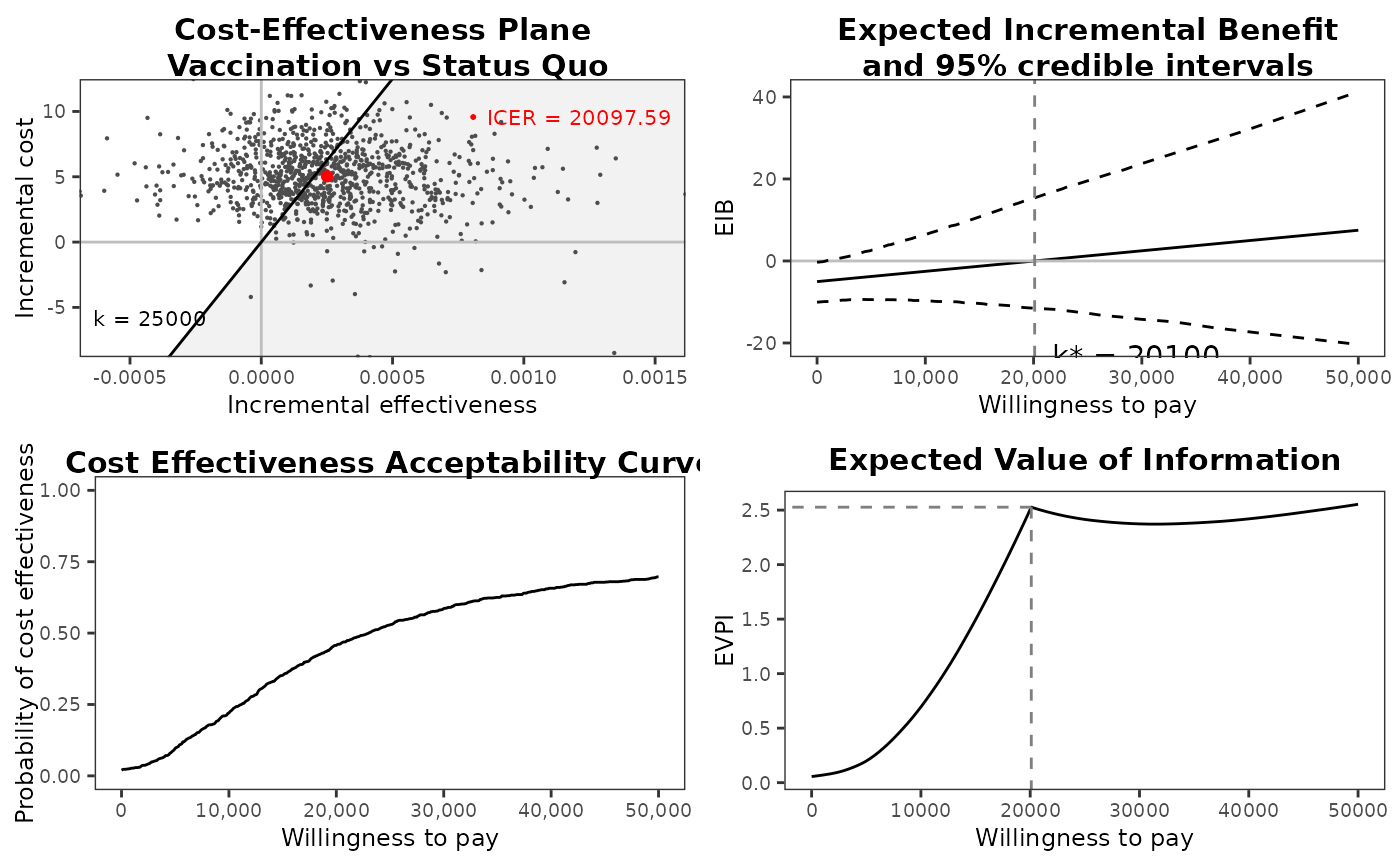 Cost-Effectiveness Plane
Vaccination vs Status Quo
Incremental cost
10
5
0
-5
• ICER = 20097.59
k = 25000
-0.0005 0.0000 0.0005 0.0010 0.0015
Incremental effectiveness
Expected Incremental Benefit
and 95% credible intervals
EIB
40
20
0
-20
k* = 20100
0 10,000 20,000 30,000 40,000 50,000
Willingness to pay
Cost Effectiveness Acceptability Curve
Probability of cost effectiveness
1.00
0.75
0.50
0.25
0.00
0 10,000 20,000 30,000 40,000 50,000
Willingness to pay
Expected Value of Information
EVPI
2.5
2.0
1.5
1.0
0.5
0.0
0 10000 20000 30000 40000 50000
Willingness to pay